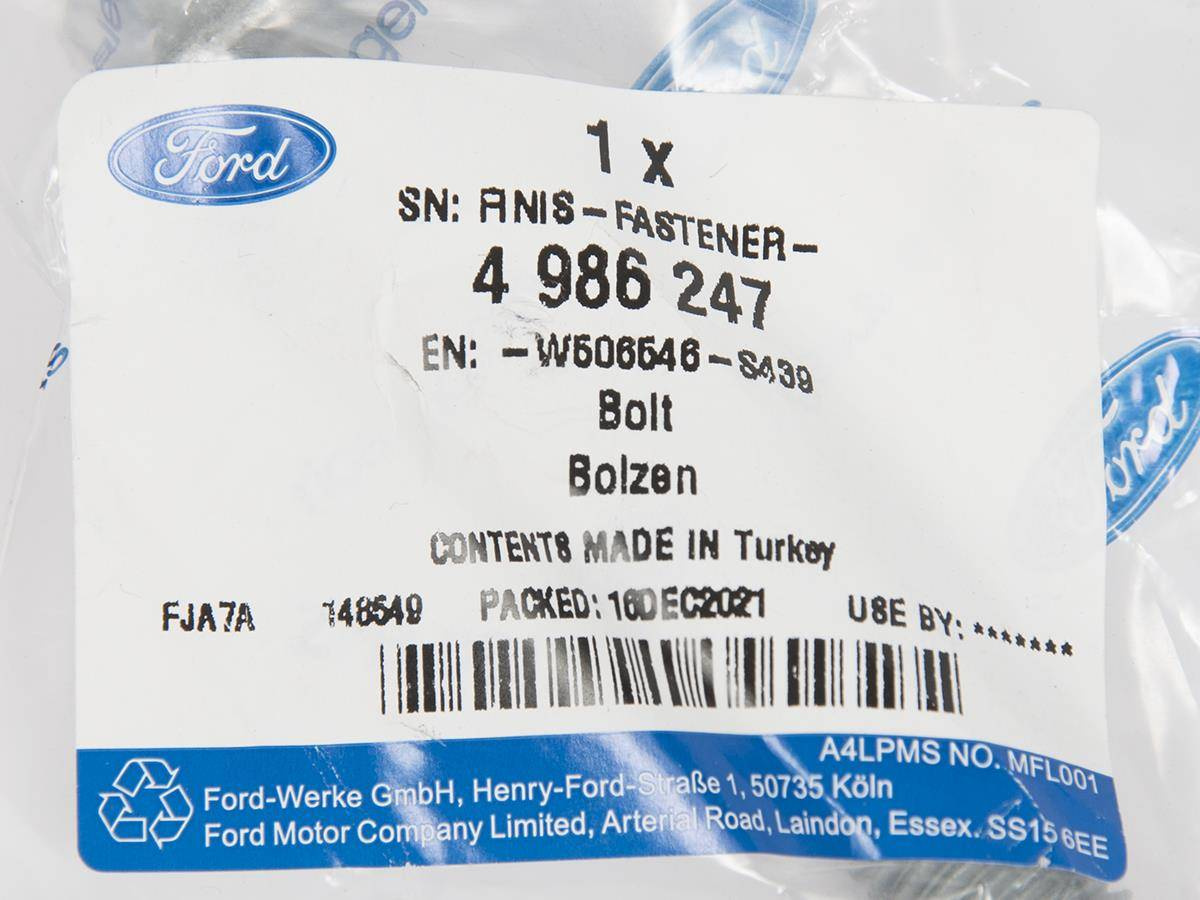 Ford
1 x
SN: FINIS-FASTENER-
4 986 247
EN: -W506546-S439
Bolt
Bolzen
CONTENTS MADE IN Turkey
FJA7A 148549 PACKED: 16DEC2021 USE BY: *******
A4LPMS NO. MFL001
Ford-Werke GmbH, Henry-Ford-Straße 1, 50735 Köln
Ford Motor Company Limited, Arterial Road, Laindon, Essex. SS15 6EE
Ford